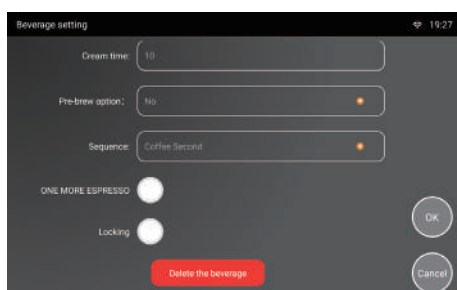 Beverage setting 19:27
Cream time: 10
Pre-brew option: No
Sequence: Coffee Second
ONE MORE ESPRESSO
Locking
OK
Delete the beverage
Cancel